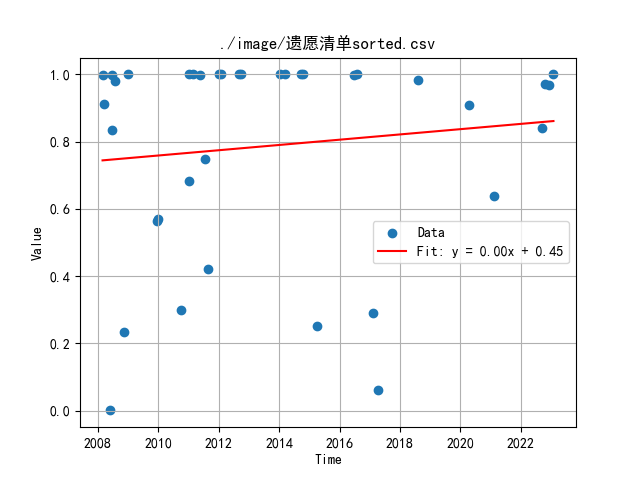 ./image/遗愿清单sorted.csv
1.0
0.8
0.6
0.4
0.2
0.0
Value
Data
Fit: y = 0.00x + 0.45
2008 2010 2012 2014 2016 2018 2020 2022
Time